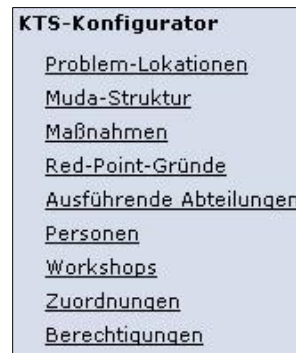 KTS-Konfigurator
Problem-Lokationen
Muda-Struktur
Maßnahmen
Red-Point-Gründe
Ausführende Abteilungen
Personen
Workshops
Zuordnungen
Berechtigungen